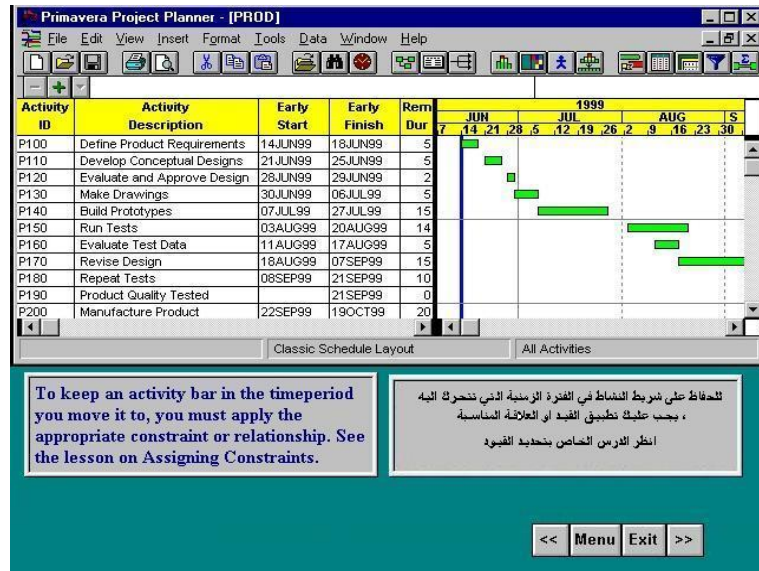 Primavera Project Planner - [PROD]
File Edit View Insert Format Tools Data Window Help
Activity ID Activity Description Early Start Early Finish Rem Dur
1999
JUN JUL AUG S
7 14 21 28 5 12 19 26 2 9 16 23 30
P100 Define Product Requirements 14JUN99 18JUN99 5
P110 Develop Conceptual Designs 21JUN99 25JUN99 5
P120 Evaluate and Approve Design 28JUN99 29JUN99 2
P130 Make Drawings 30JUN99 06JUL99 5
P140 Build Prototypes 07JUL99 27JUL99 15
P150 Run Tests 03AUG99 20AUG99 14
P160 Evaluate Test Data 11AUG99 17AUG99 5
P170 Revise Design 18AUG99 07SEP99 15
P180 Repeat Tests 08SEP99 21SEP99 10
P190 Product Quality Tested 21SEP99 0
P200 Manufacture Product 22SEP99 19OCT99 20
Classic Schedule Layout All Activities
To keep an activity bar in the timeperiod
you move it to, you must apply the
appropriate constraint or relationship. See
the lesson on Assigning Constraints.
للحفاظ على شريط النشاط في الفترة الزمنية التي تتحرك اليه
، يجب عليك تطبيق القيد او العلاقة المناسبة
انظر الدرس الخاص بتحديد القيود
<< Menu Exit >>